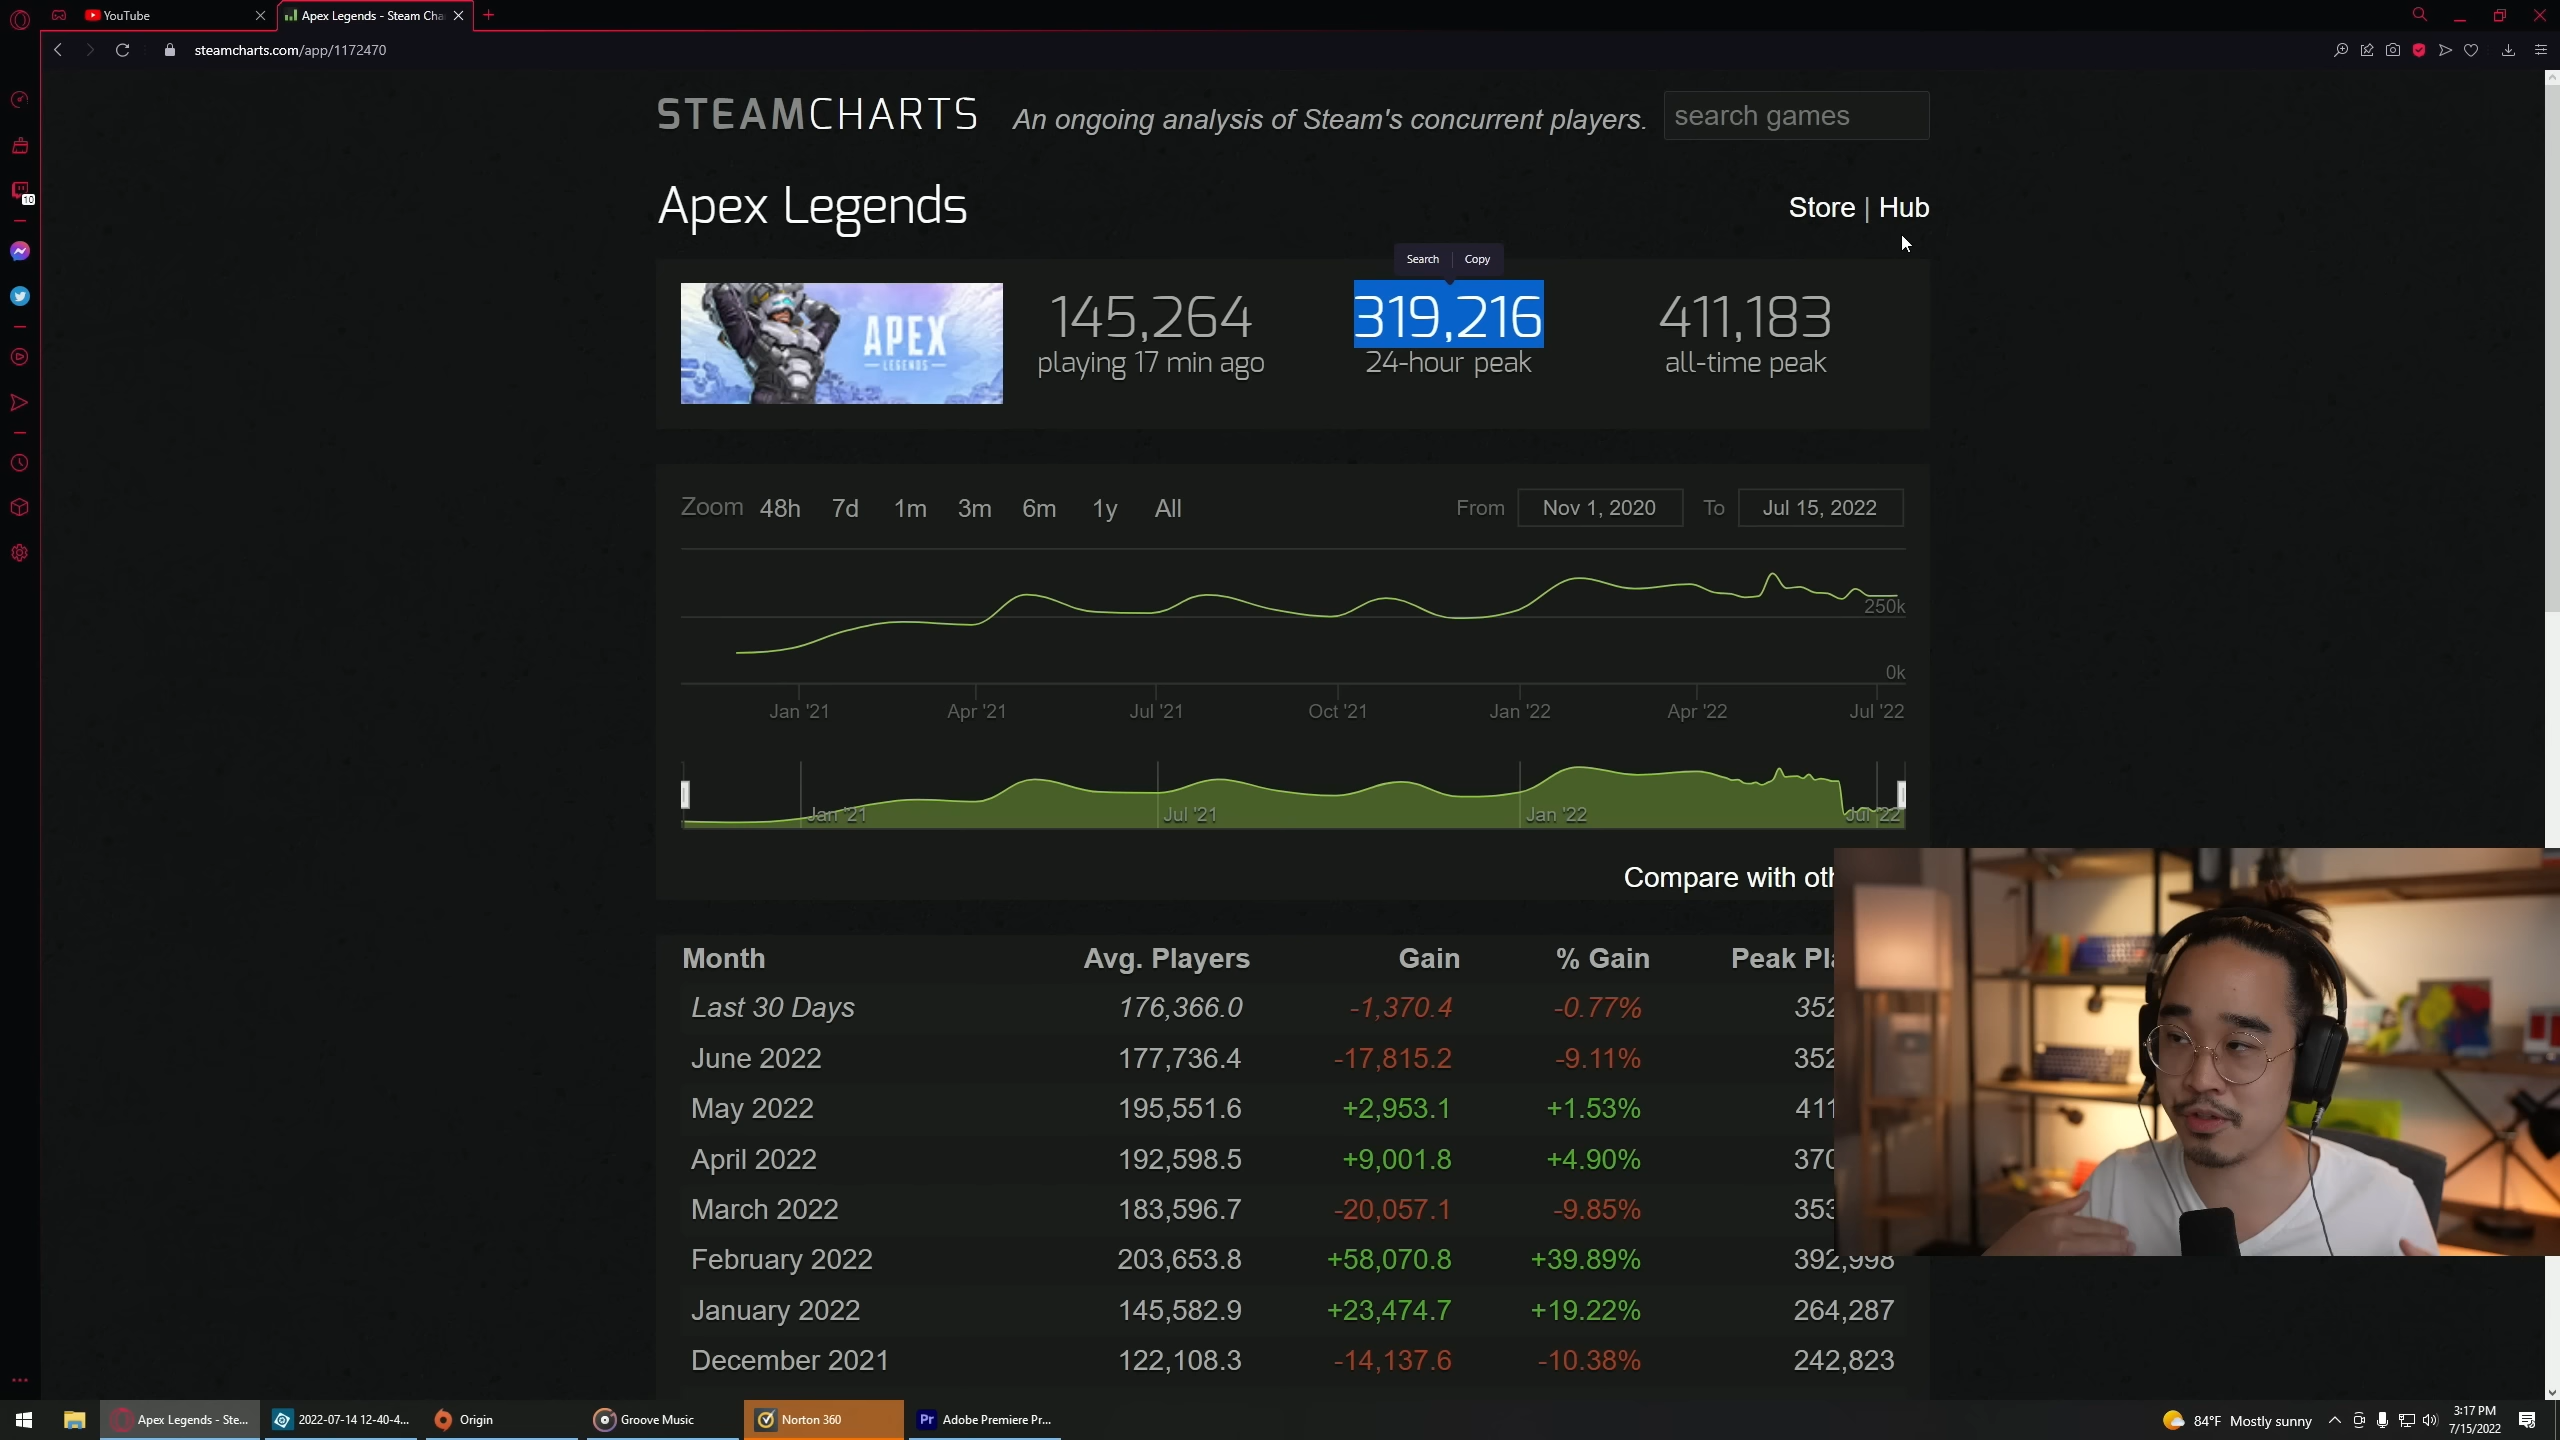 YouTube
Apex Legends - Steam Cha
steamcharts.com/app/1172470
10
STEAMCHARTS
An ongoing analysis of Steam's concurrent players.
search games
Apex Legends
Store | Hub
Search
Copy
APEX
LEGENDS
145,264
playing 17 min ago
319,216
24-hour peak
411,183
all-time peak
Zoom 48h 7d 1m 3m 6m 1y All
From Nov 1, 2020 To Jul 15, 2022
250k
0k
Jan '21 Apr '21 Jul '21 Oct '21 Jan '22 Apr '22 Jul '22
Jan '21 Jul '21 Jan '22 Jul '22
Compare with oth
Month Avg. Players Gain % Gain Peak Pla
Last 30 Days 176,366.0 -1,370.4 -0.77% 352
June 2022 177,736.4 -17,815.2 -9.11% 352
May 2022 195,551.6 +2,953.1 +1.53% 411
April 2022 192,598.5 +9,001.8 +4.90% 370
March 2022 183,596.7 -20,057.1 -9.85% 353
February 2022 203,653.8 +58,070.8 +39.89% 392,998
January 2022 145,582.9 +23,474.7 +19.22% 264,287
December 2021 122,108.3 -14,137.6 -10.38% 242,823
Apex Legends - Ste...
2022-07-14 12-40-4...
Origin
Groove Music
Norton 360
Pr
Adobe Premiere Pr...
84°F Mostly sunny
3:17 PM
7/15/2022